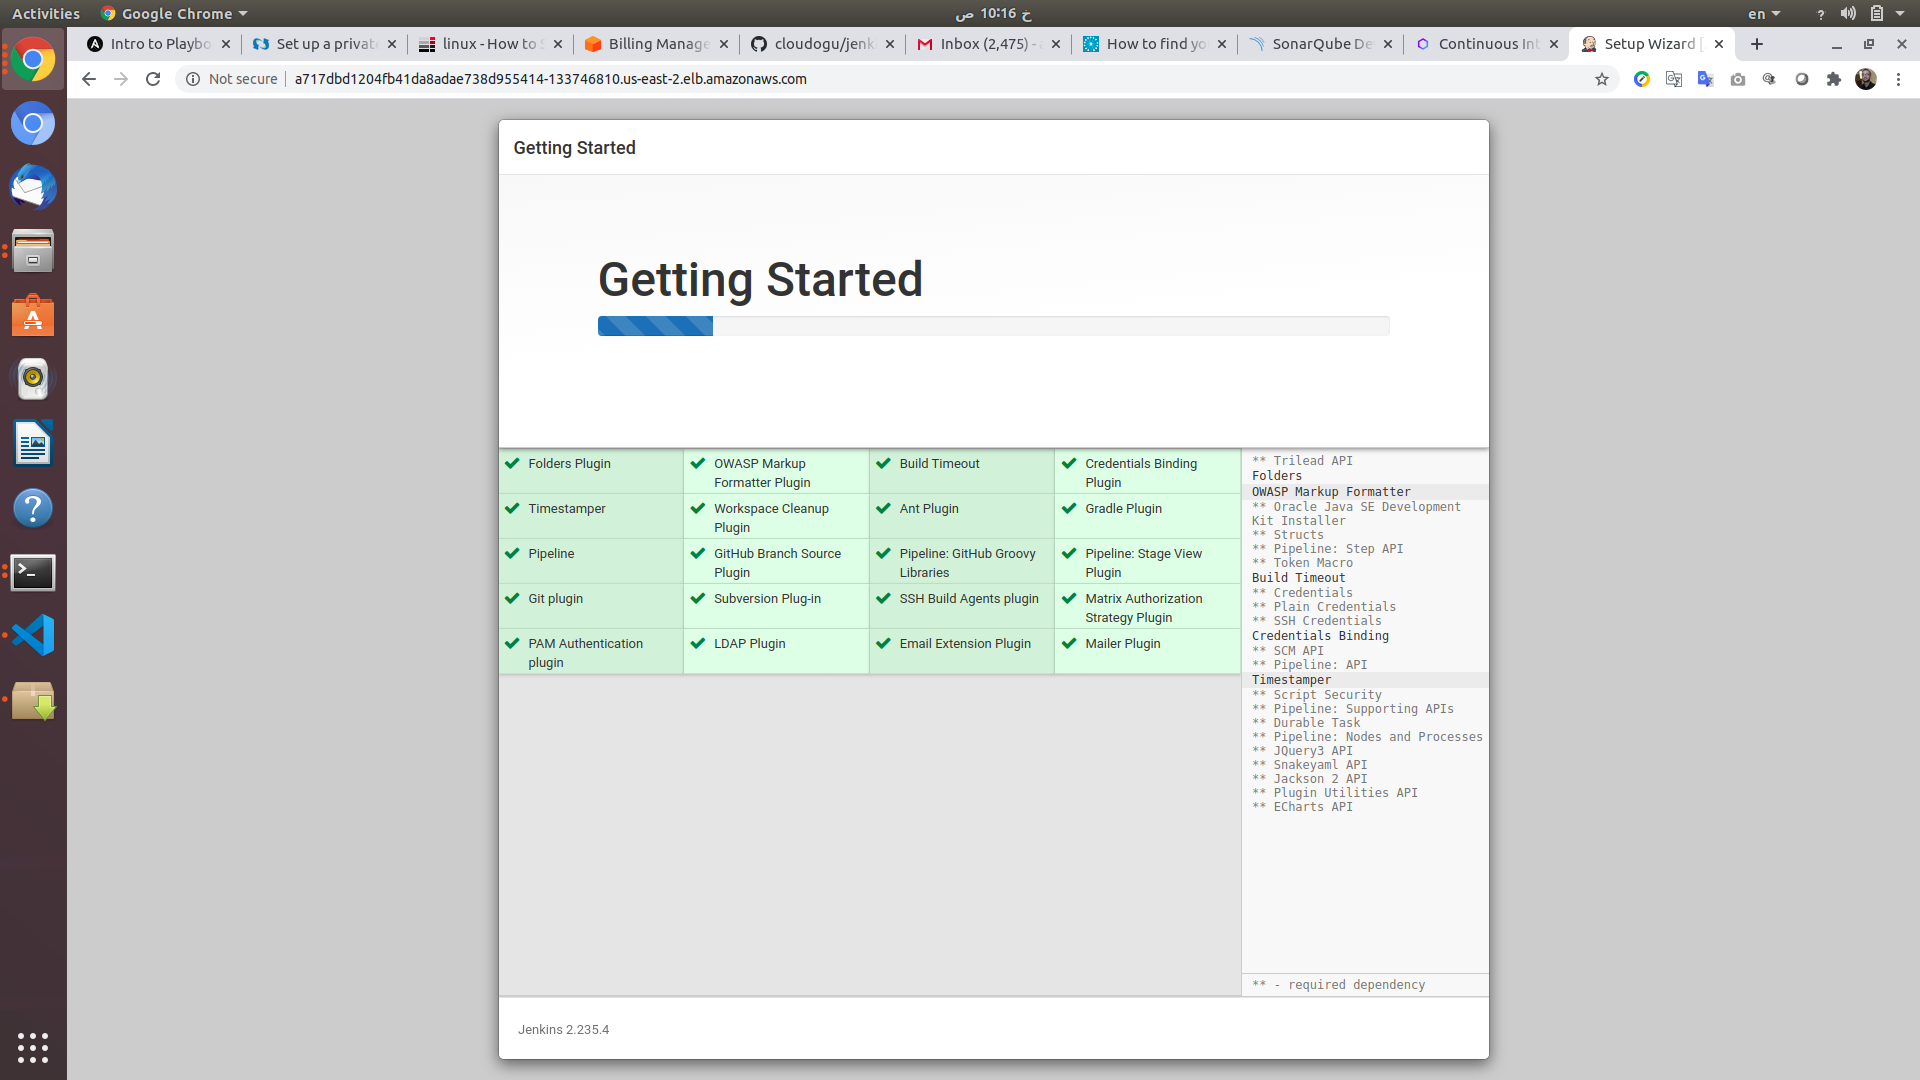 Activities
Google Chrome
خ 10:16 ص
en
Intro to Playbo
Set up a privat
linux - How to S
Billing Manage
cloudogu/jenk
Inbox (2,475) - a
How to find yo
SonarQube De
Continuous Int
Setup Wizard [
Not secure
a717dbd1204fb41da8adae738d955414-133746810.us-east-2.elb.amazonaws.com
Getting Started
Getting Started
Folders Plugin
OWASP Markup
Formatter Plugin
Build Timeout
Credentials Binding
Plugin
Timestamper
Workspace Cleanup
Plugin
Ant Plugin
Gradle Plugin
Pipeline
GitHub Branch Source
Plugin
Pipeline: GitHub Groovy
Libraries
Pipeline: Stage View
Plugin
Git plugin
Subversion Plug-in
SSH Build Agents plugin
Matrix Authorization
Strategy Plugin
PAM Authentication
plugin
LDAP Plugin
Email Extension Plugin
Mailer Plugin
** Trilead API
Folders
OWASP Markup Formatter
** Oracle Java SE Development
Kit Installer
** Structs
** Pipeline: Step API
** Token Macro
Build Timeout
** Credentials
** Plain Credentials
** SSH Credentials
Credentials Binding
** SCM API
** Pipeline: API
Timestamper
** Script Security
** Pipeline: Supporting APIs
** Durable Task
** Pipeline: Nodes and Processes
** JQuery3 API
** Snakeyaml API
** Jackson 2 API
** Plugin Utilities API
** ECharts API
** - required dependency
Jenkins 2.235.4